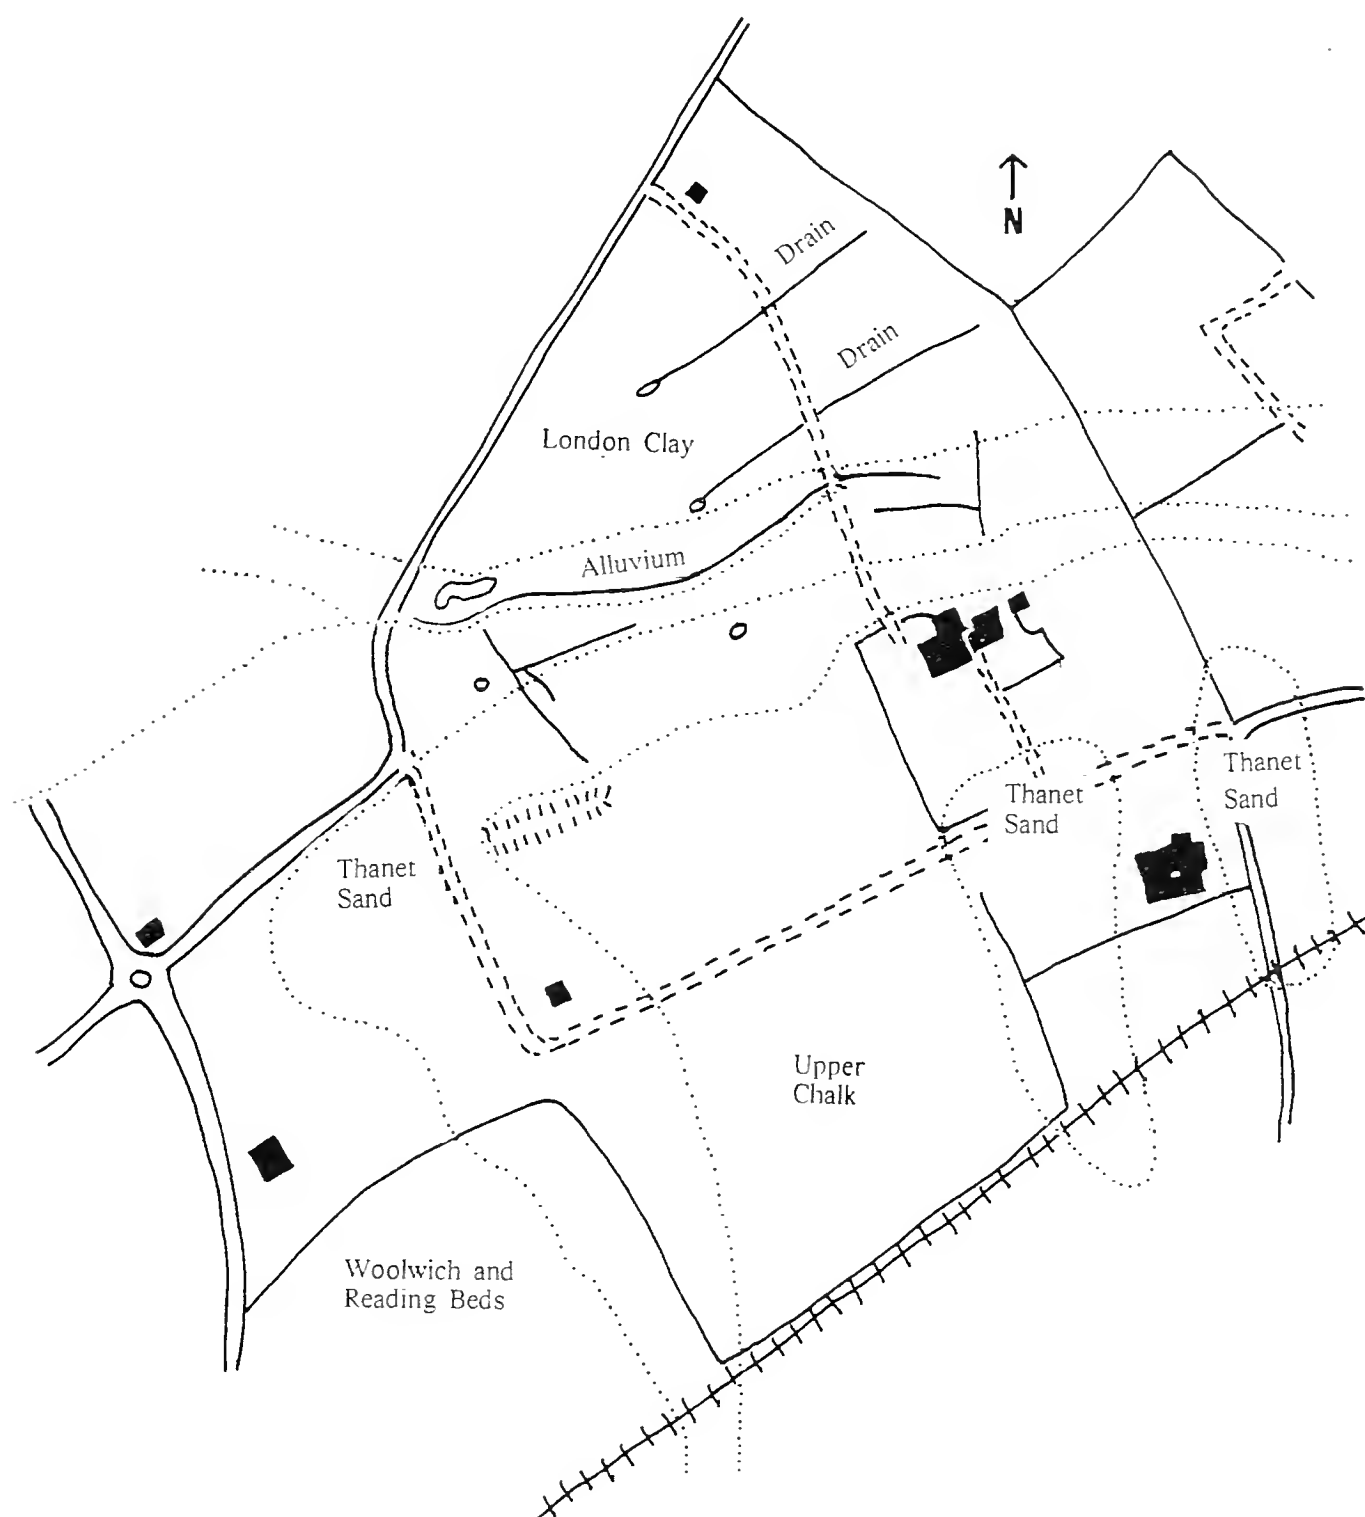 N
Drain
Drain
London Clay
Alluvium
Thanet
Sand
Thanet
Sand
Thanet
Sand
Upper
Chalk
Woolwich and
Reading Beds